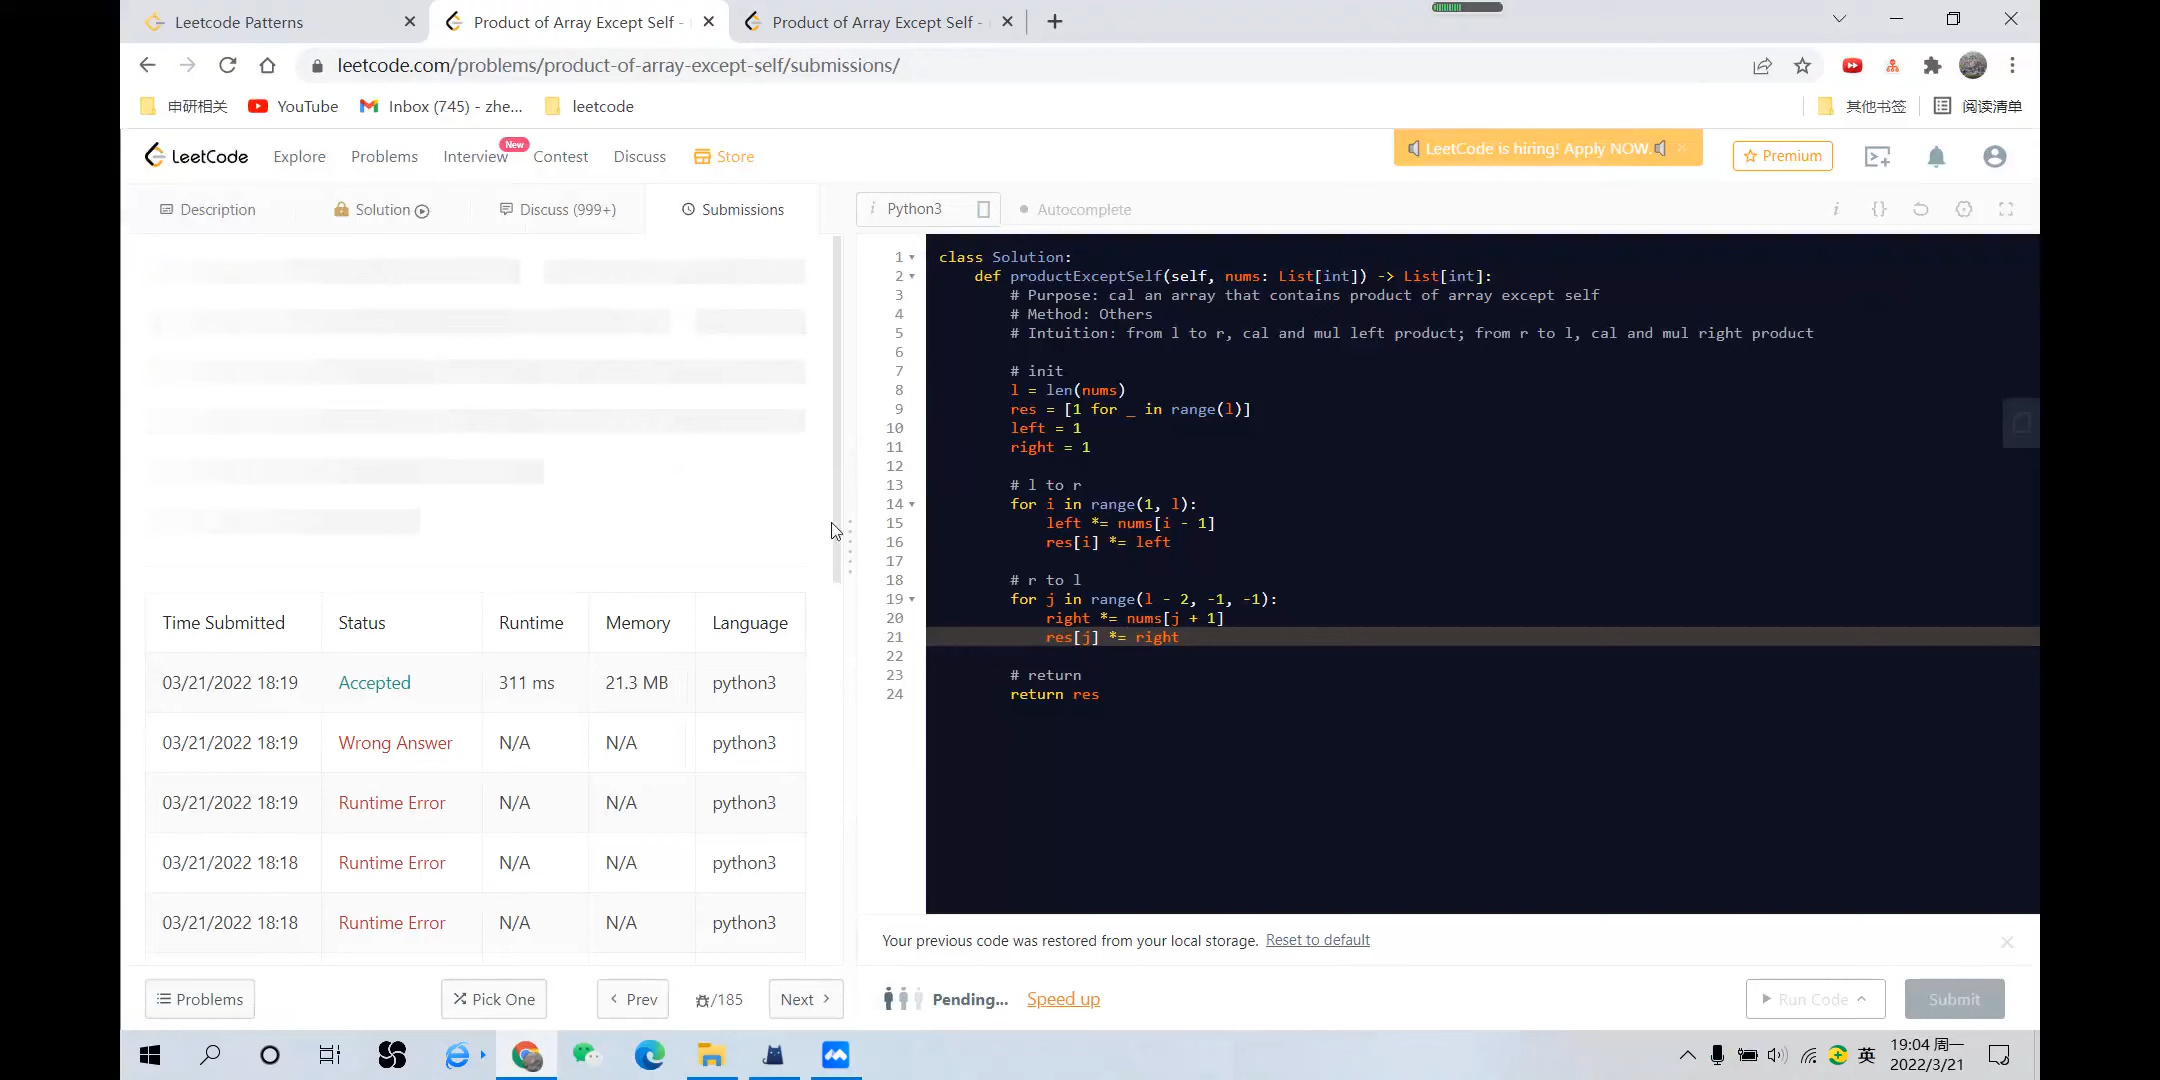 Leetcode Patterns
Product of Array Except Self -
Product of Array Except Self -
leetcode.com/problems/product-of-array-except-self/submissions/
申研相关
YouTube
Inbox (745) - zhe...
leetcode
其他书签
阅读清单
LeetCode
Explore
Problems
Interview
New
Contest
Discuss
Store
LeetCode is hiring! Apply NOW.
Premium
Description
Solution
Discuss (999+)
Submissions
i Python3
Autocomplete
1 class Solution:
2 def productExceptSelf(self, nums: List[int]) -> List[int]:
3 # Purpose: cal an array that contains product of array except self
4 # Method: Others
5 # Intuition: from l to r, cal and mul left product; from r to l, cal and mul right product
6
7 # init
8 l = len(nums)
9 res = [1 for _ in range(l)]
10 left = 1
11 right = 1
12
13 # l to r
14 for i in range(1, l):
15 left *= nums[i - 1]
16 res[i] *= left
17
18 # r to l
19 for j in range(l - 2, -1, -1):
20 right *= nums[j + 1]
21 res[j] *= right
22
23 # return
24 return res
Time Submitted Status Runtime Memory Language
03/21/2022 18:19 Accepted 311 ms 21.3 MB python3
03/21/2022 18:19 Wrong Answer N/A N/A python3
03/21/2022 18:19 Runtime Error N/A N/A python3
03/21/2022 18:18 Runtime Error N/A N/A python3
03/21/2022 18:18 Runtime Error N/A N/A python3
Your previous code was restored from your local storage. Reset to default
Problems
Pick One
Prev
/185
Next
Pending...
Speed up
Run Code
Submit
英
19:04 周一
2022/3/21